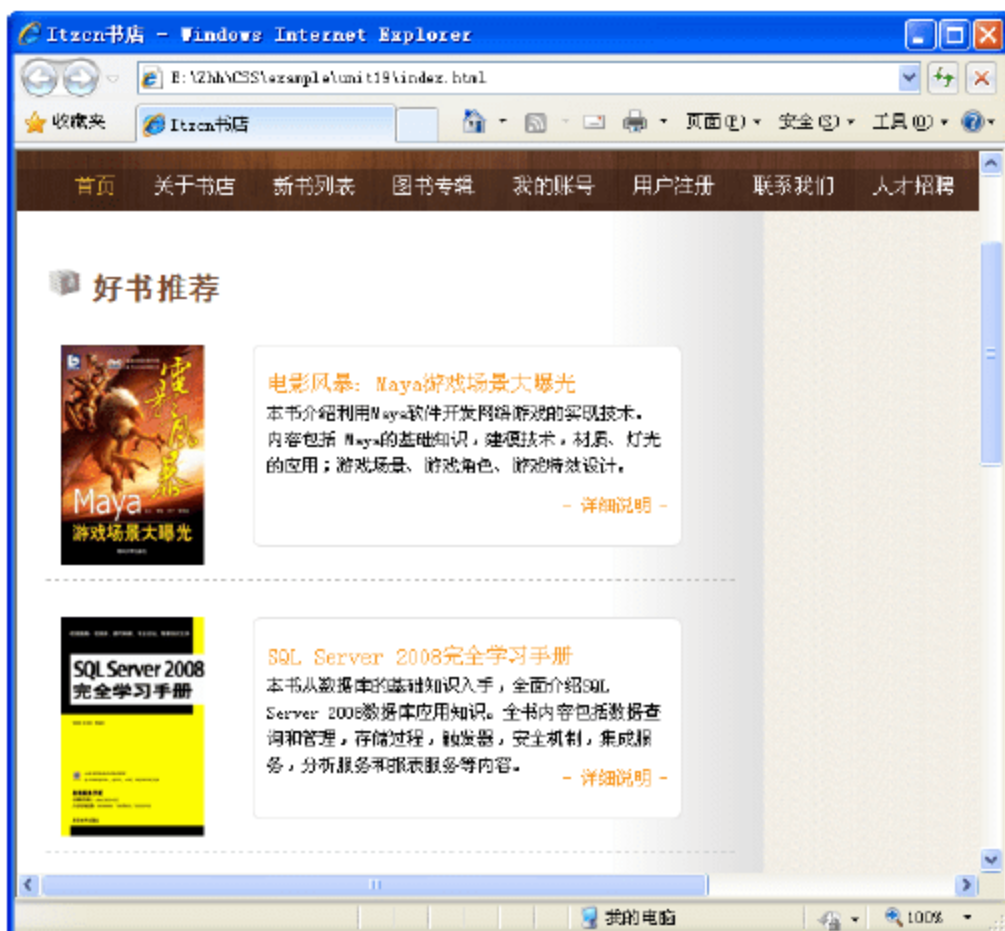 Itzcn书店 - Windows Internet Explorer
E:\Zhh\CSS\example\unit19\index.html
收藏夹
Itzcn书店
页面(P) 安全(S) 工具(O)
首页 关于书店 新书列表 图书专辑 我的账号 用户注册 联系我们 人才招聘
好书推荐
電影风暴
Maya
游戏场景大曝光
电影风暴：Maya游戏场景大曝光
本书介绍利用Maya软件开发网络游戏的实现技术。
内容包括 Maya的基础知识，建模技术，材质、灯光
的应用；游戏场景、游戏角色、游戏特效设计。
- 详细说明 -
SQL Server 2008
完全学习手册
SQL Server 2008完全学习手册
本书从数据库的基础知识入手，全面介绍SQL
Server 2008数据库应用知识。全书内容包括数据查
询和管理，存储过程，触发器，安全机制，集成服
务，分析服务和报表服务等内容。
- 详细说明 -
我的电脑
100%